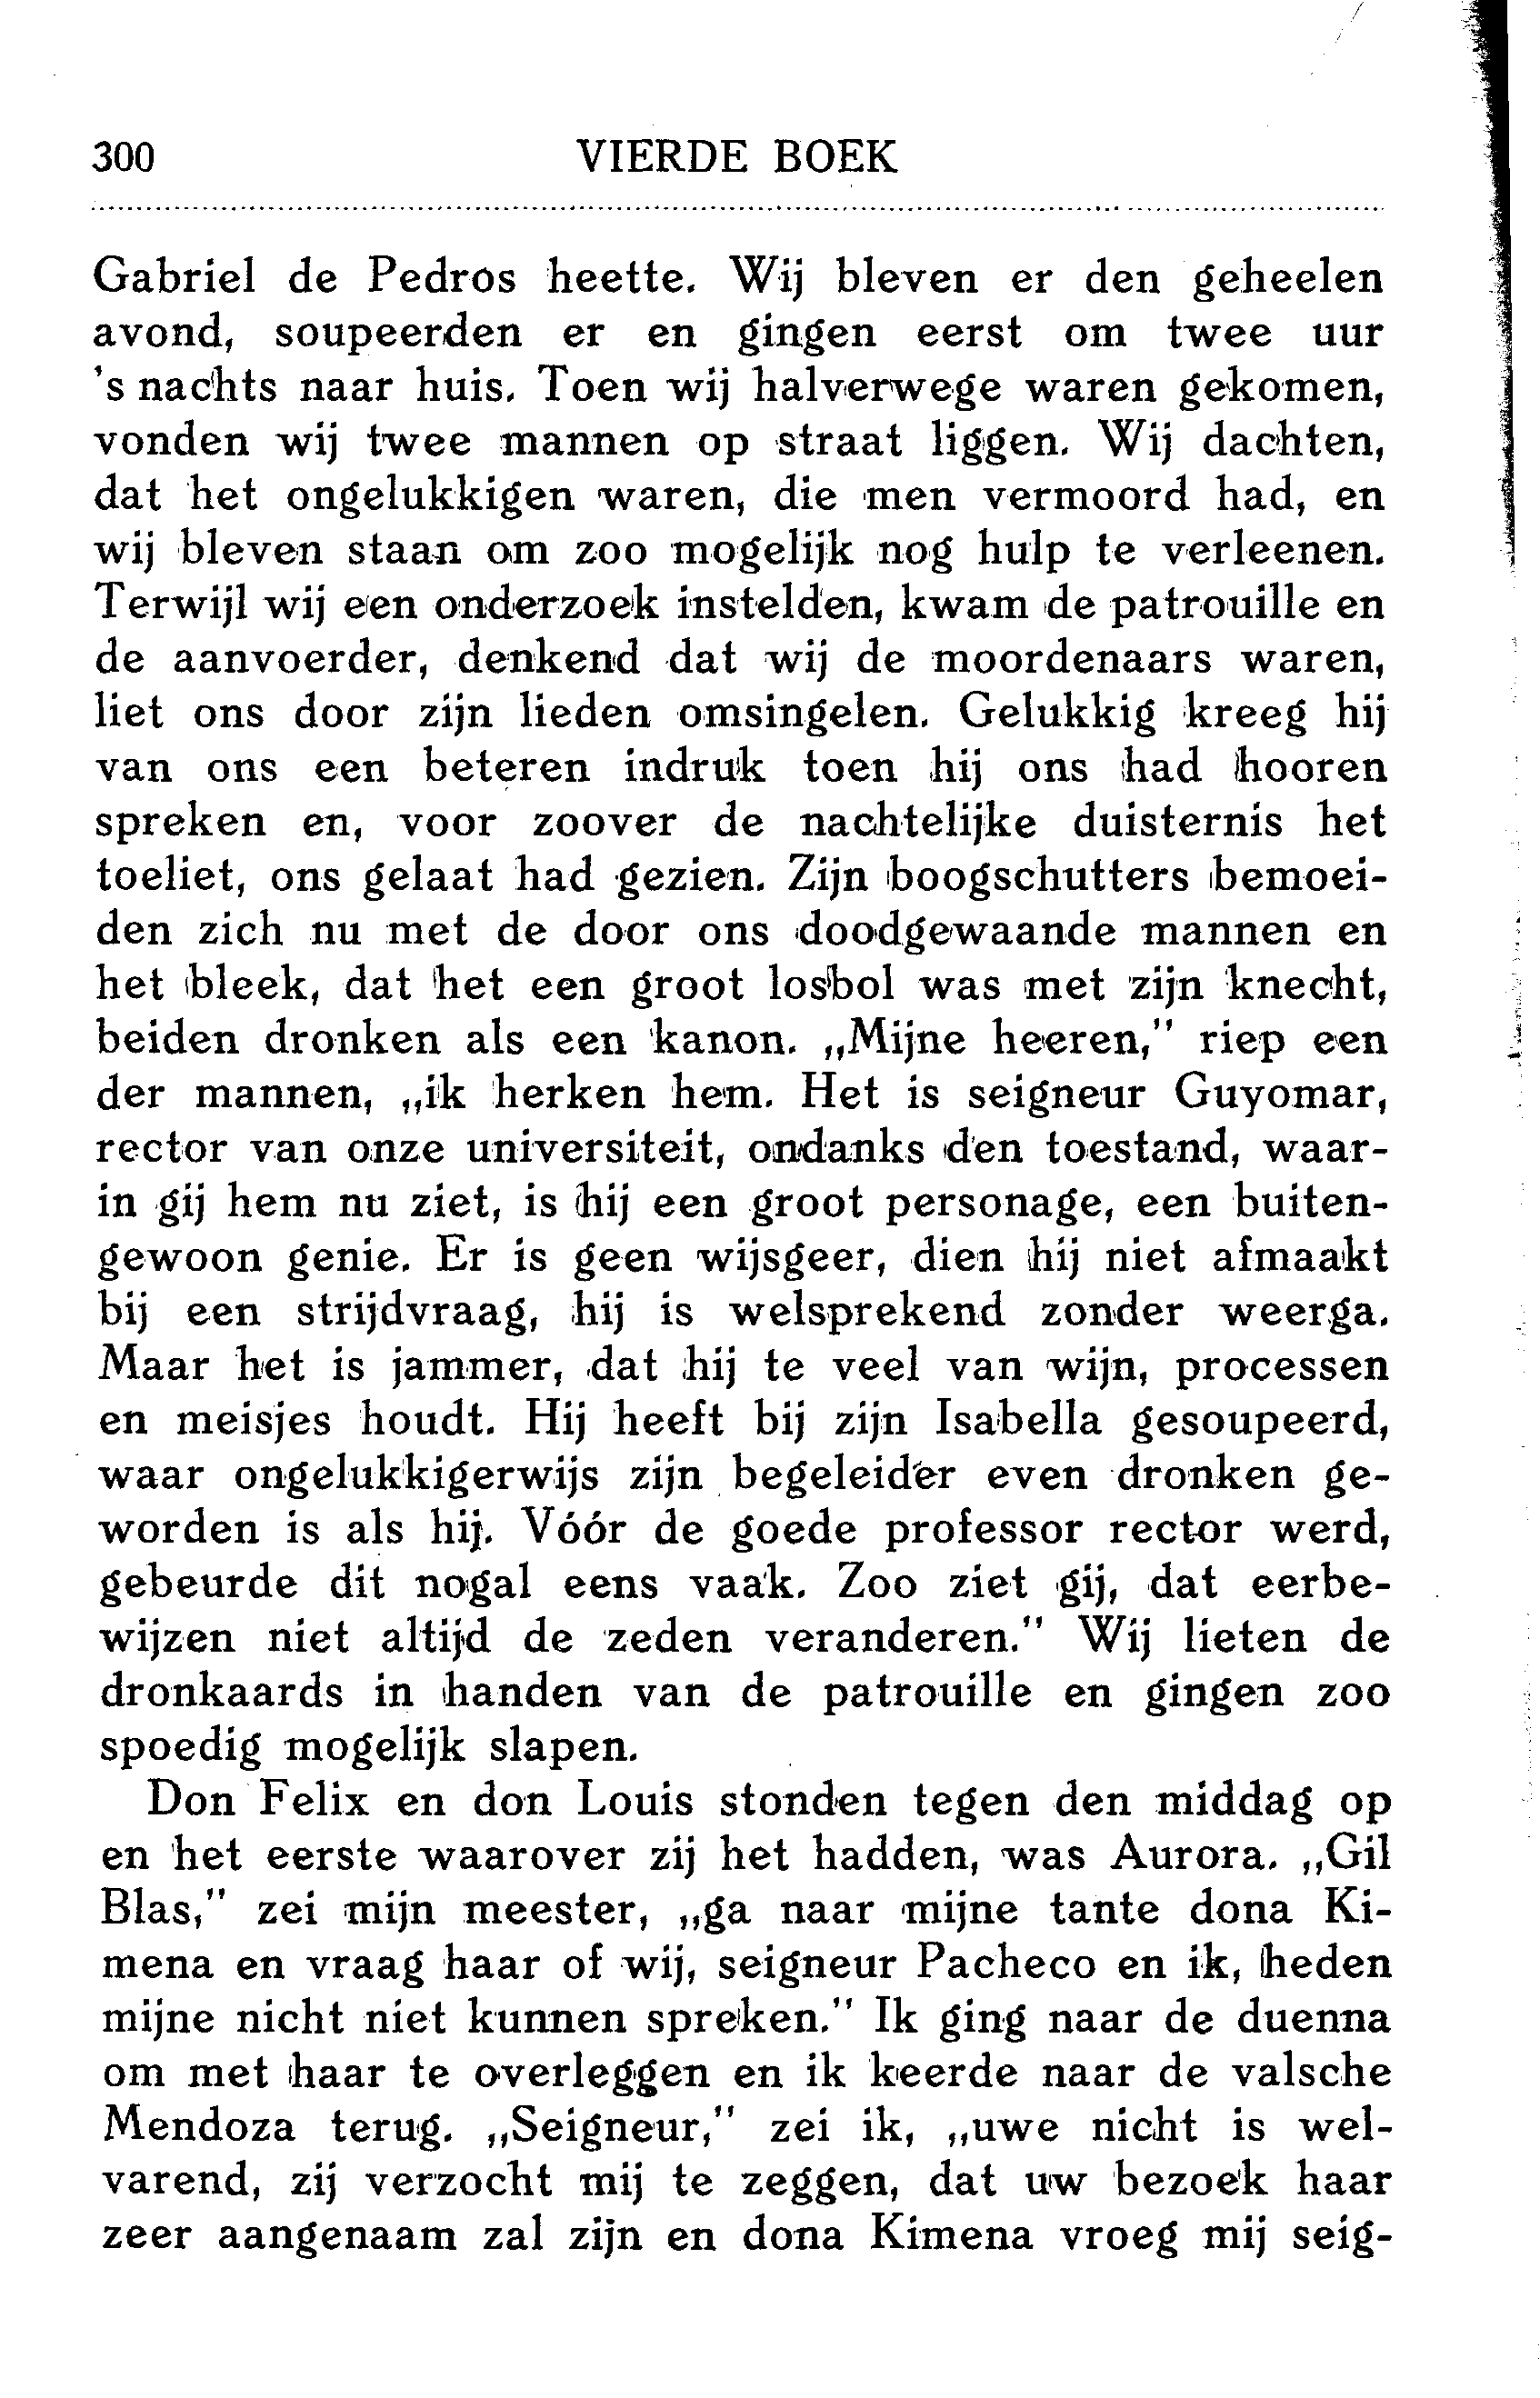 300 VIERDE BOEK
Gabriel de Pedros heette. Wij bleven er den geheelen
avond, soupeerden er en gingen eerst om twee uur
's nachts naar huis. Toen wij halverwege waren gekomen,
vonden wij twee mannen op straat liggen. Wij dachten,
dat het ongelukkigen waren, die men vermoord had, en
wij bleven staan om zoo mogelijk nog hulp te verleenen.
Terwijl wij een onderzoek instelden, kwam de patrouille en
de aanvoerder, denkend dat wij de moordenaars waren,
liet ons door zijn lieden omsingelen. Gelukkig kreeg hij
van ons een beteren indruk toen hij ons had hooren
spreken en, voor zoover de nachtelijke duisternis het
toeliet, ons gelaat had gezien. Zijn boogschutters bemoei-
den zich nu met de door ons doodgewaande mannen en
het bleek, dat het een groot losbol was met zijn knecht,
beiden dronken als een kanon. „Mijne heeren,” riep een
der mannen, „ik herken hem. Het is seigneur Guyomar,
rector van onze universiteit, ondanks den toestand, waar-
in gij hem nu ziet, is hij een groot personage, een buiten-
gewoon genie. Er is geen wijsgeer, dien hij niet afmaakt
bij een strijdvraag, hij is welsprekend zonder weerga.
Maar het is jammer, dat hij te veel van wijn, processen
en meisjes houdt. Hij heeft bij zijn Isabella gesoupeerd,
waar ongelukkigerwijs zijn begeleider even dronken ge-
worden is als hij. Vóór de goede professor rector werd,
gebeurde dit nogal eens vaak. Zoo ziet gij, dat eerbe-
wijzen niet altijd de zeden veranderen.” Wij lieten de
dronkaards in handen van de patrouille en gingen zoo
spoedig mogelijk slapen.
Don Felix en don Louis stonden tegen den middag op
en het eerste waarover zij het hadden, was Aurora. „Gil
Blas,” zei mijn meester, „ga naar mijne tante dona Ki-
mena en vraag haar of wij, seigneur Pacheco en ik, heden
mijne nicht niet kunnen spreken.” Ik ging naar de duenna
om met haar te overleggen en ik keerde naar de valsche
Mendoza terug. „Seigneur,” zei ik, „uwe nicht is wel-
varend, zij verzocht mij te zeggen, dat uw bezoek haar
zeer aangenaam zal zijn en dona Kimena vroeg mij seig-